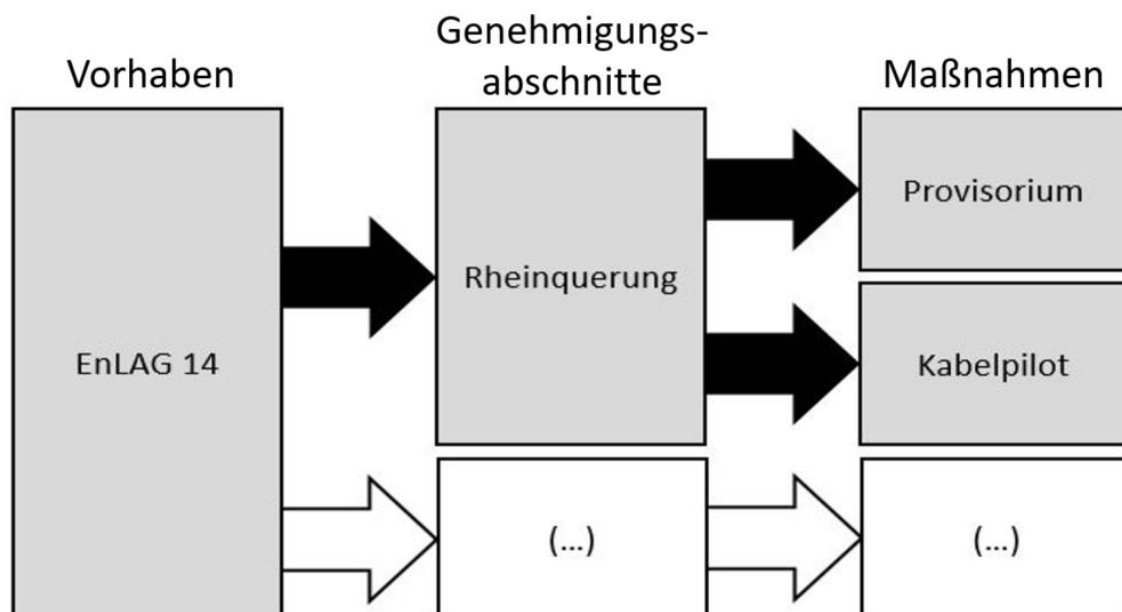 Vorhaben
Genehmigungs-
abschnitte
Maßnahmen
EnLAG 14
Rheinquerung
Provisorium
Kabelpilot
(...)
(...)